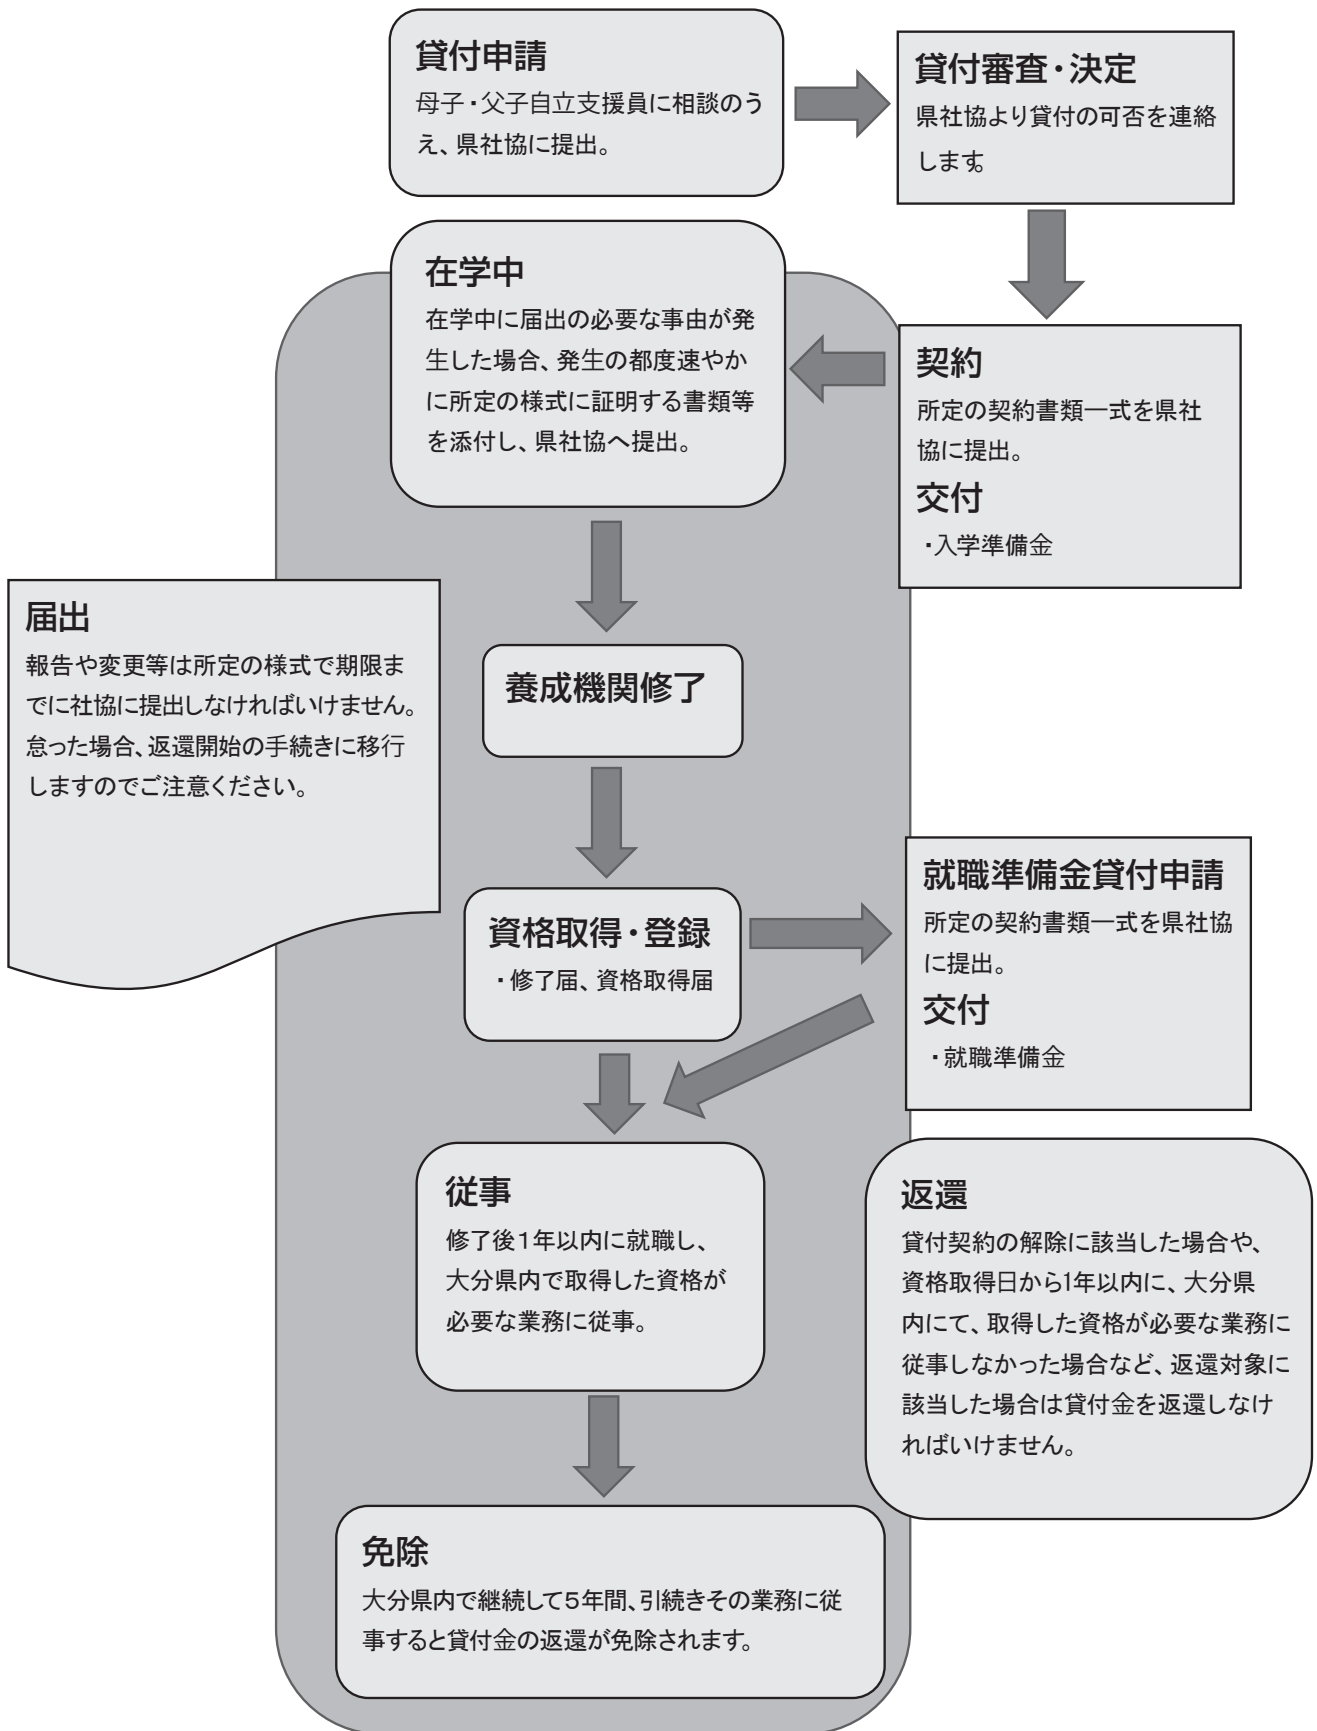 貸付申請
母子・父子自立支援員に相談のう
え、県社協に提出。
貸付審査・決定
県社協より貸付の可否を連絡
します。
契約
所定の契約書類一式を県社
協に提出。
交付
・入学準備金
在学中
在学中に届出の必要な事由が発
生した場合、発生の都度速やか
に所定の様式に証明する書類等
を添付し、県社協へ提出。
届出
報告や変更等は所定の様式で期限ま
でに社協に提出しなければいけません。
怠った場合、返還開始の手続きに移行
しますのでご注意ください。
養成機関修了
資格取得・登録
・修了届、資格取得届
就職準備金貸付申請
所定の契約書類一式を県社協
に提出。
交付
・就職準備金
従事
修了後1年以内に就職し、
大分県内で取得した資格が
必要な業務に従事。
返還
貸付契約の解除に該当した場合や、
資格取得日から1年以内に、大分県
内にて、取得した資格が必要な業務に
従事しなかった場合など、返還対象に
該当した場合は貸付金を返還しなけ
ればいけません。
免除
大分県内で継続して5年間、引続きその業務に従
事すると貸付金の返還が免除されます。